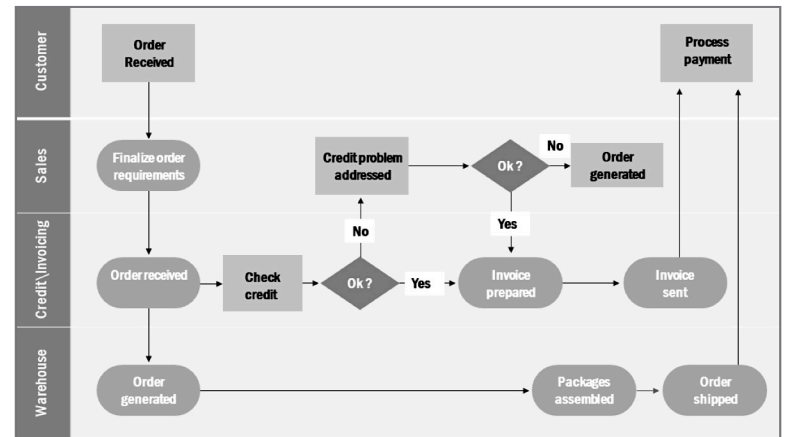 Customer
Order
Received
Process
payment
Sales
Finalize order
requirements
Credit problem
addressed
Ok?
No
Order
generated
Yes
Credit\Invoicing
No
Order received
Check
credit
Ok?
Yes
Invoice
prepared
Invoice
sent
Warehouse
Order
generated
Packages
assembled
Order
shipped